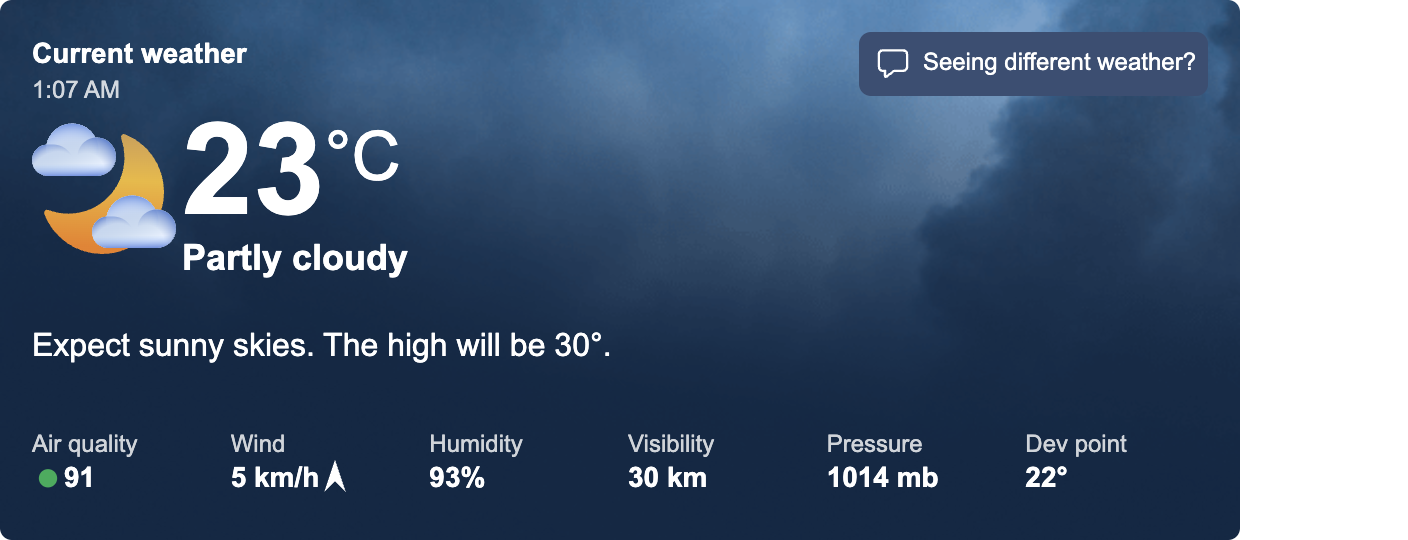 Current weather
1:07 AM
Seeing different weather?
23°C
Partly cloudy
Expect sunny skies. The high will be 30°.
Air quality
91
Wind
5 km/h
Humidity
93%
Visibility
30 km
Pressure
1014 mb
Dev point
22°